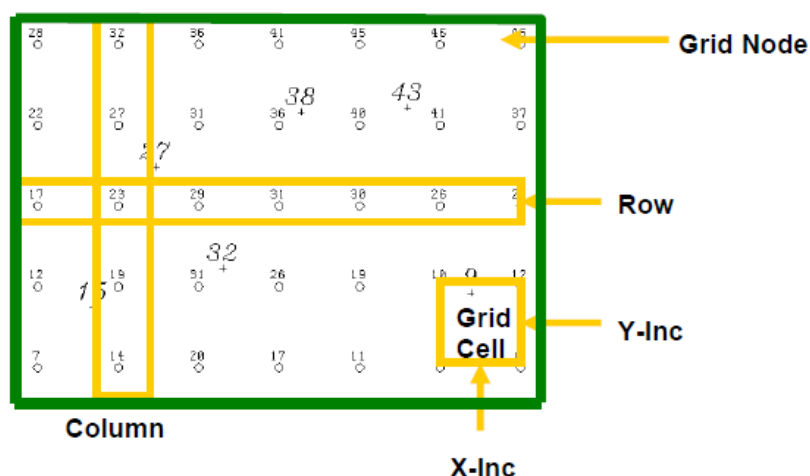 28 32 36 41 45 46
Grid Node
38 43
22 27 31 36 40 41 37
27
17 23 29 31 30 26
Row
32
12 19 31 26 19 10 9 12
15
Grid
Cell
Y-Inc
7 14 20 17 11
Column
X-Inc